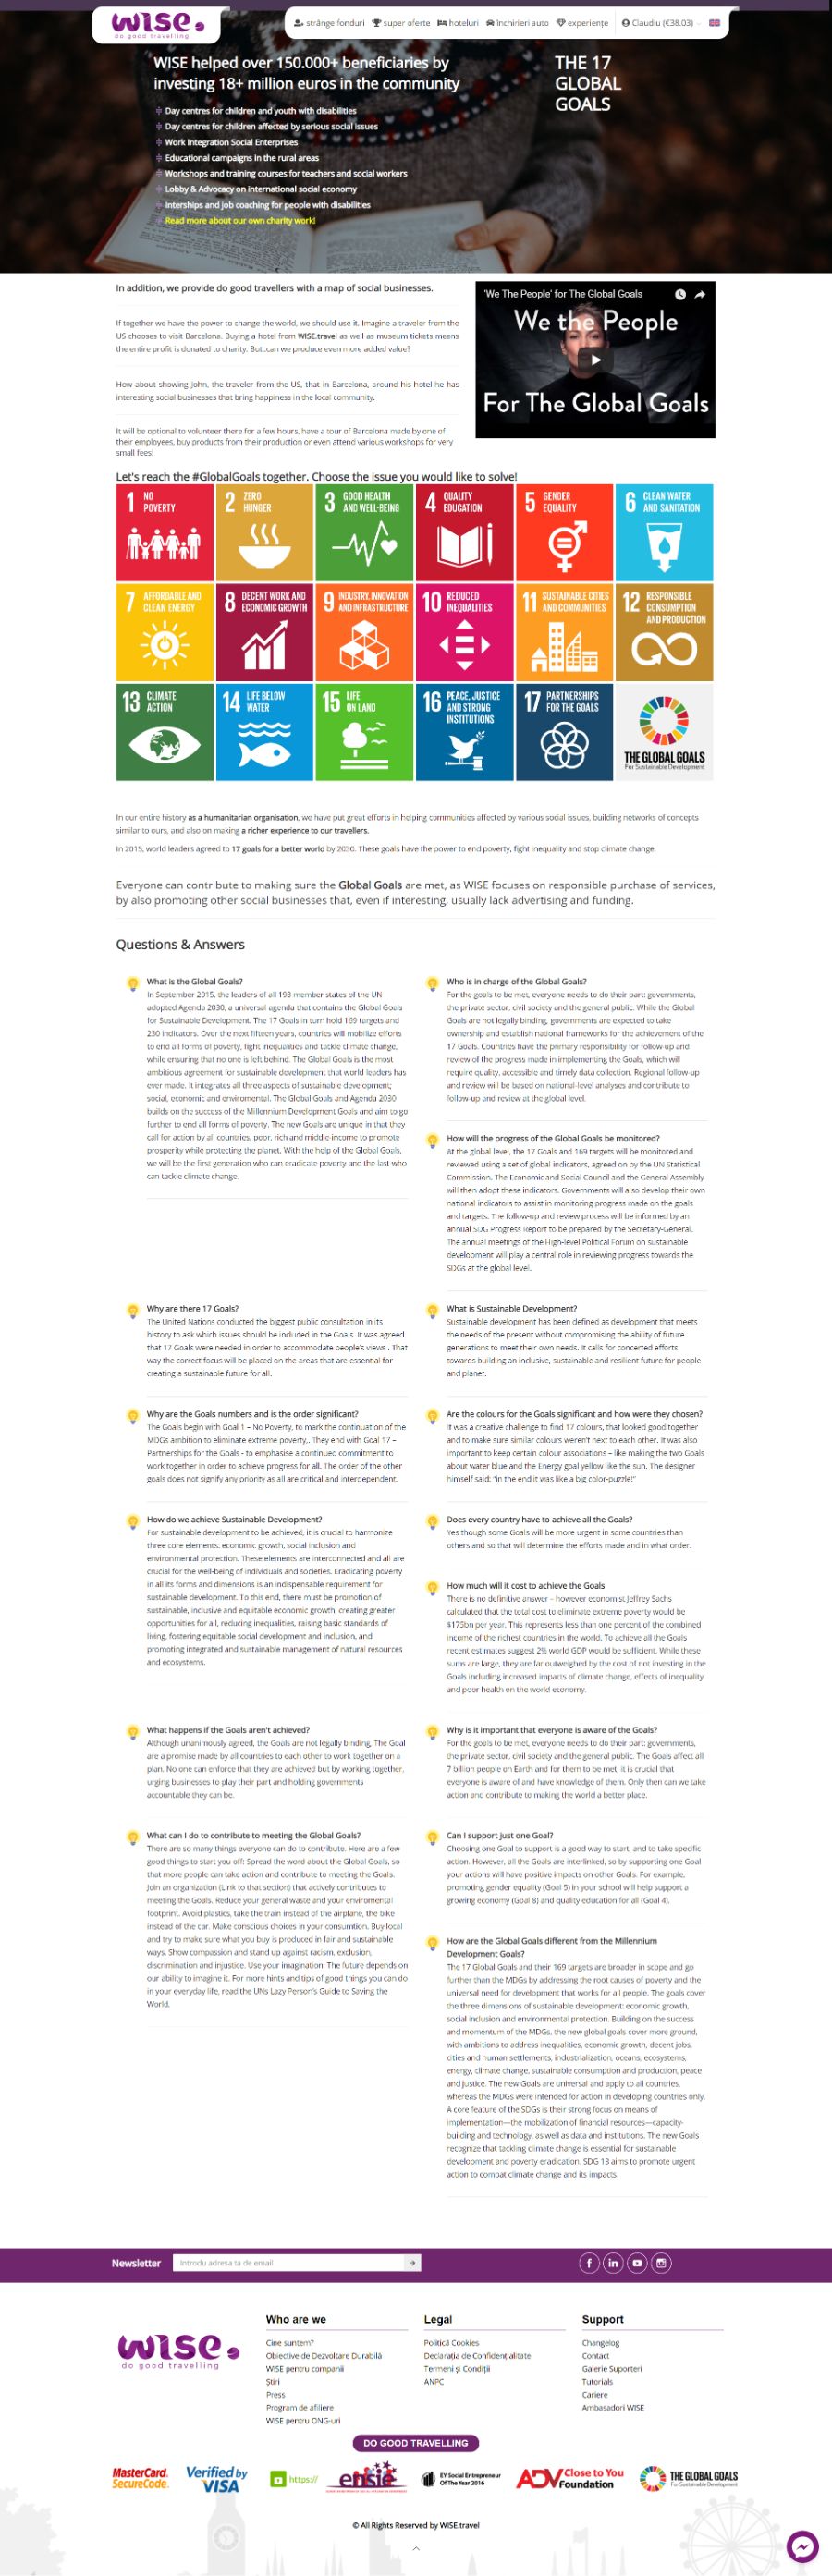 wise.
do good travelling
strânge fonduri super oferte hoteluri închirieri auto experiențe Claudiu (€38.03)
WISE helped over 150.000+ beneficiaries by
investing 18+ million euros in the community
Day centres for children and youth with disabilities
Day centres for children affected by serious social issues
Work Integration Social Enterprises
Educational campaigns in the rural areas
Workshops and training courses for teachers and social workers
Lobby & Advocacy on international social economy
Interships and job coaching for people with disabilities
Read more about our own charity work!
THE 17
GLOBAL
GOALS
In addition, we provide do good travellers with a map of social businesses.
If together we have the power to change the world, we should use it. Imagine a traveler from the
US chooses to visit Barcelona. Buying a hotel from WISE.travel as well as museum tickets means
the entire profit is donated to charity. But..can we produce even more added value?
How about showing John, the traveler from the US, that in Barcelona, around his hotel he has
interesting social businesses that bring happiness in the local community.
It will be optional to volunteer there for a few hours, have a tour of Barcelona made by one of
their employees, buy products from their production or even attend various workshops for very
small fees!
'We The People' for The Global Goals
We the People
For The Global Goals
Let's reach the #GlobalGoals together. Choose the issue you would like to solve!
1 NO
POVERTY
2 ZERO
HUNGER
3 GOOD HEALTH
AND WELL-BEING
4 QUALITY
EDUCATION
5 GENDER
EQUALITY
6 CLEAN WATER
AND SANITATION
7 AFFORDABLE AND
CLEAN ENERGY
8 DECENT WORK AND
ECONOMIC GROWTH
9 INDUSTRY, INNOVATION
AND INFRASTRUCTURE
10 REDUCED
INEQUALITIES
11 SUSTAINABLE CITIES
AND COMMUNITIES
12 RESPONSIBLE
CONSUMPTION
AND PRODUCTION
13 CLIMATE
ACTION
14 LIFE BELOW
WATER
15 LIFE
ON LAND
16 PEACE, JUSTICE
AND STRONG
INSTITUTIONS
17 PARTNERSHIPS
FOR THE GOALS
THE GLOBAL GOALS
For Sustainable Development
In our entire history as a humanitarian organisation, we have put great efforts in helping communities affected by various social issues, building networks of concepts
similar to ours, and also on making a richer experience to our travellers.
In 2015, world leaders agreed to 17 goals for a better world by 2030. These goals have the power to end poverty, fight inequality and stop climate change.
Everyone can contribute to making sure the Global Goals are met, as WISE focuses on responsible purchase of services,
by also promoting other social businesses that, even if interesting, usually lack advertising and funding.
Questions & Answers
What is the Global Goals?
In September 2015, the leaders of all 193 member states of the UN
adopted Agenda 2030, a universal agenda that contains the Global Goals
for Sustainable Development. The 17 Goals in turn hold 169 targets and
230 indicators. Over the next fifteen years, countries will mobilize efforts
to end all forms of poverty, fight inequalities and tackle climate change,
while ensuring that no one is left behind. The Global Goals is the most
ambitious agreement for sustainable development that world leaders has
ever made. It integrates all three aspects of sustainable development;
social, economic and enviromental. The Global Goals and Agenda 2030
builds on the success of the Millennium Development Goals and aim to go
further to end all forms of poverty. The new Goals are unique in that they
call for action by all countries, poor, rich and middle-income to promote
prosperity while protecting the planet. With the help of the Global Goals,
we will be the first generation who can eradicate poverty and the last who
can tackle climate change.
Who is in charge of the Global Goals?
For the goals to be met, everyone needs to do their part: governments,
the private sector, civil society and the general public. While the Global
Goals are not legally binding, governments are expected to take
ownership and establish national frameworks for the achievement of the
17 Goals. Countries have the primary responsibility for follow-up and
review of the progress made in implementing the Goals, which will
require quality, accessible and timely data collection. Regional follow-up
and review will be based on national-level analyses and contribute to
follow-up and review at the global level.
How will the progress of the Global Goals be monitored?
At the global level, the 17 Goals and 169 targets will be monitored and
reviewed using a set of global indicators, agreed on by the UN Statistical
Commission. The Economic and Social Council and the General Assembly
will then adopt these indicators. Governments will also develop their own
national indicators to assist in monitoring progress made on the goals
and targets. The follow-up and review process will be informed by an
annual SDG Progress Report to be prepared by the Secretary-General.
The annual meetings of the High-level Political Forum on sustainable
development will play a central role in reviewing progress towards the
SDGs at the global level.
Why are there 17 Goals?
The United Nations conducted the biggest public consultation in its
history to ask which issues should be included in the Goals. It was agreed
that 17 Goals were needed in order to accommodate people's views . That
way the correct focus will be placed on the areas that are essential for
creating a sustainable future for all.
What is Sustainable Development?
Sustainable development has been defined as development that meets
the needs of the present without compromising the ability of future
generations to meet their own needs. It calls for concerted efforts
towards building an inclusive, sustainable and resilient future for people
and planet.
Why are the Goals numbers and is the order significant?
The Goals begin with Goal 1 – No Poverty, to mark the continuation of the
MDGs ambition to eliminate extreme poverty,. They end with Goal 17 –
Partnerships for the Goals - to emphasise a continued commitment to
work together in order to achieve progress for all. The order of the other
goals does not signify any priority as all are critical and interdependent.
Are the colours for the Goals significant and how were they chosen?
It was a creative challenge to find 17 colours, that looked good together
and to make sure similar colours weren't next to each other. It was also
important to keep certain colour associations – like making the two Goals
about water blue and the Energy goal yellow like the sun. The designer
himself said: "in the end it was like a big color-puzzle!"
How do we achieve Sustainable Development?
For sustainable development to be achieved, it is crucial to harmonize
three core elements: economic growth, social inclusion and
environmental protection. These elements are interconnected and all are
crucial for the well-being of individuals and societies. Eradicating poverty
in all its forms and dimensions is an indispensable requirement for
sustainable development. To this end, there must be promotion of
sustainable, inclusive and equitable economic growth, creating greater
opportunities for all, reducing inequalities, raising basic standards of
living, fostering equitable social development and inclusion, and
promoting integrated and sustainable management of natural resources
and ecosystems.
Does every country have to achieve all the Goals?
Yes though some Goals will be more urgent in some countries than
others and so that will determine the efforts made and in what order.
How much will it cost to achieve the Goals
There is no definitive answer – however economist Jeffrey Sachs
calculated that the total cost to eliminate extreme poverty would be
$175bn per year. This represents less than one percent of the combined
income of the richest countries in the world. To achieve all the Goals
recent estimates suggest 2% world GDP would be sufficient. While these
sums are large, they are far outweighed by the cost of not investing in the
Goals including increased impacts of climate change, effects of inequality
and poor health on the world economy.
What happens if the Goals aren't achieved?
Although unanimously agreed, the Goals are not legally binding, The Goal
are a promise made by all countries to each other to work together on a
plan. No one can enforce that they are achieved but by working together,
urging businesses to play their part and holding governments
accountable they can be.
Why is it important that everyone is aware of the Goals?
For the goals to be met, everyone needs to do their part: governments,
the private sector, civil society and the general public. The Goals affect all
7 billion people on Earth and for them to be met, it is crucial that
everyone is aware of and have knowledge of them. Only then can we take
action and contribute to making the world a better place.
What can I do to contribute to meeting the Global Goals?
There are so many things everyone can do to contribute. Here are a few
good things to start you off: Spread the word about the Global Goals, so
that more people can take action and contribute to meeting the Goals.
Join an organization (Link to that section) that actively contributes to
meeting the Goals. Reduce your general waste and your enviromental
footprint. Avoid plastics, take the train instead of the airplane, the bike
instead of the car. Make conscious choices in your consumtion. Buy local
and try to make sure what you buy is produced in fair and sustainable
ways. Show compassion and stand up against racism, exclusion,
discrimination and injustice. Use your imagination. The future depends on
our ability to imagine it. For more hints and tips of good things you can do
in your everyday life, read the UNs Lazy Person's Guide to Saving the
World.
Can I support just one Goal?
Choosing one Goal to support is a good way to start, and to take specific
action. However, all the Goals are interlinked, so by supporting one Goal
your actions will have positive impacts on other Goals. For example,
promoting gender equality (Goal 5) in your school will help support a
growing economy (Goal 8) and quality education for all (Goal 4).
How are the Global Goals different from the Millennium
Development Goals?
The 17 Global Goals and their 169 targets are broader in scope and go
further than the MDGs by addressing the root causes of poverty and the
universal need for development that works for all people. The goals cover
the three dimensions of sustainable development: economic growth,
social inclusion and environmental protection. Building on the success
and momentum of the MDGs, the new global goals cover more ground,
with ambitions to address inequalities, economic growth, decent jobs,
cities and human settlements, industrialization, oceans, ecosystems,
energy, climate change, sustainable consumption and production, peace
and justice. The new Goals are universal and apply to all countries,
whereas the MDGs were intended for action in developing countries only.
A core feature of the SDGs is their strong focus on means of
implementation—the mobilization of financial resources—capacity-
building and technology, as well as data and institutions. The new Goals
recognize that tackling climate change is essential for sustainable
development and poverty eradication. SDG 13 aims to promote urgent
action to combat climate change and its impacts.
Newsletter Introdu adresa ta de email
wise.
do good travelling
Who are we
Cine suntem?
Obiective de Dezvoltare Durabilă
WISE pentru companii
Știri
Press
Program de afiliere
WISE pentru ONG-uri
Legal
Politică Cookies
Declarația de Confidențialitate
Termeni și Condiții
ANPC
Support
Changelog
Contact
Galerie Suporteri
Tutorials
Cariere
Ambasadori WISE
DO GOOD TRAVELLING
MasterCard.
SecureCode.
Verified by
VISA
https://
ensie
EY Social Entrepreneur
Of The Year 2016
ADV Close to You
Foundation
THE GLOBAL GOALS
For Sustainable Development
© All Rights Reserved by WISE.travel